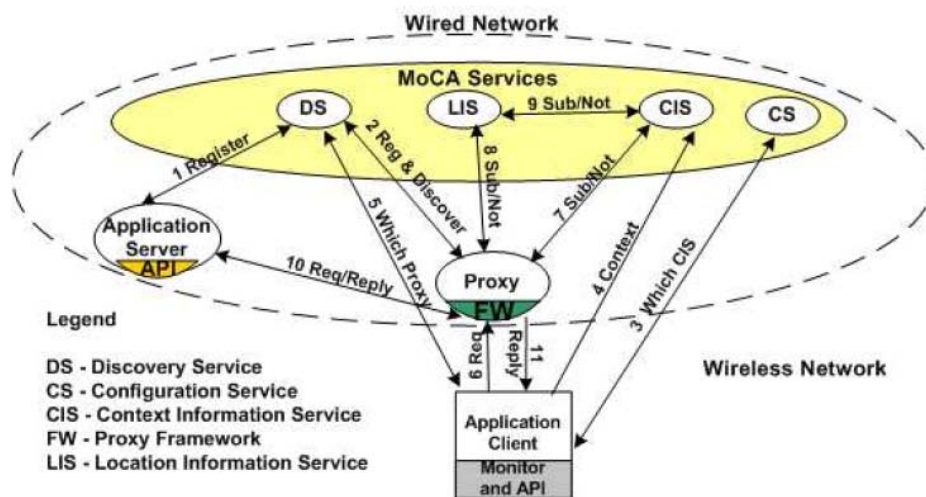 Wired Network
MoCA Services
DS
LIS
9 Sub/Not
CIS
CS
1 Register
2 Reg & Discover
8 Sub/Not
7 Sub/Not
5 Which Proxy
4 Context
3 Which CIS
Application
Server
API
10 Req/Reply
Proxy
FW
6 Req
11
Reply
Wireless Network
Application
Client
Monitor
and API
Legend
DS - Discovery Service
CS - Configuration Service
CIS - Context Information Service
FW - Proxy Framework
LIS - Location Information Service